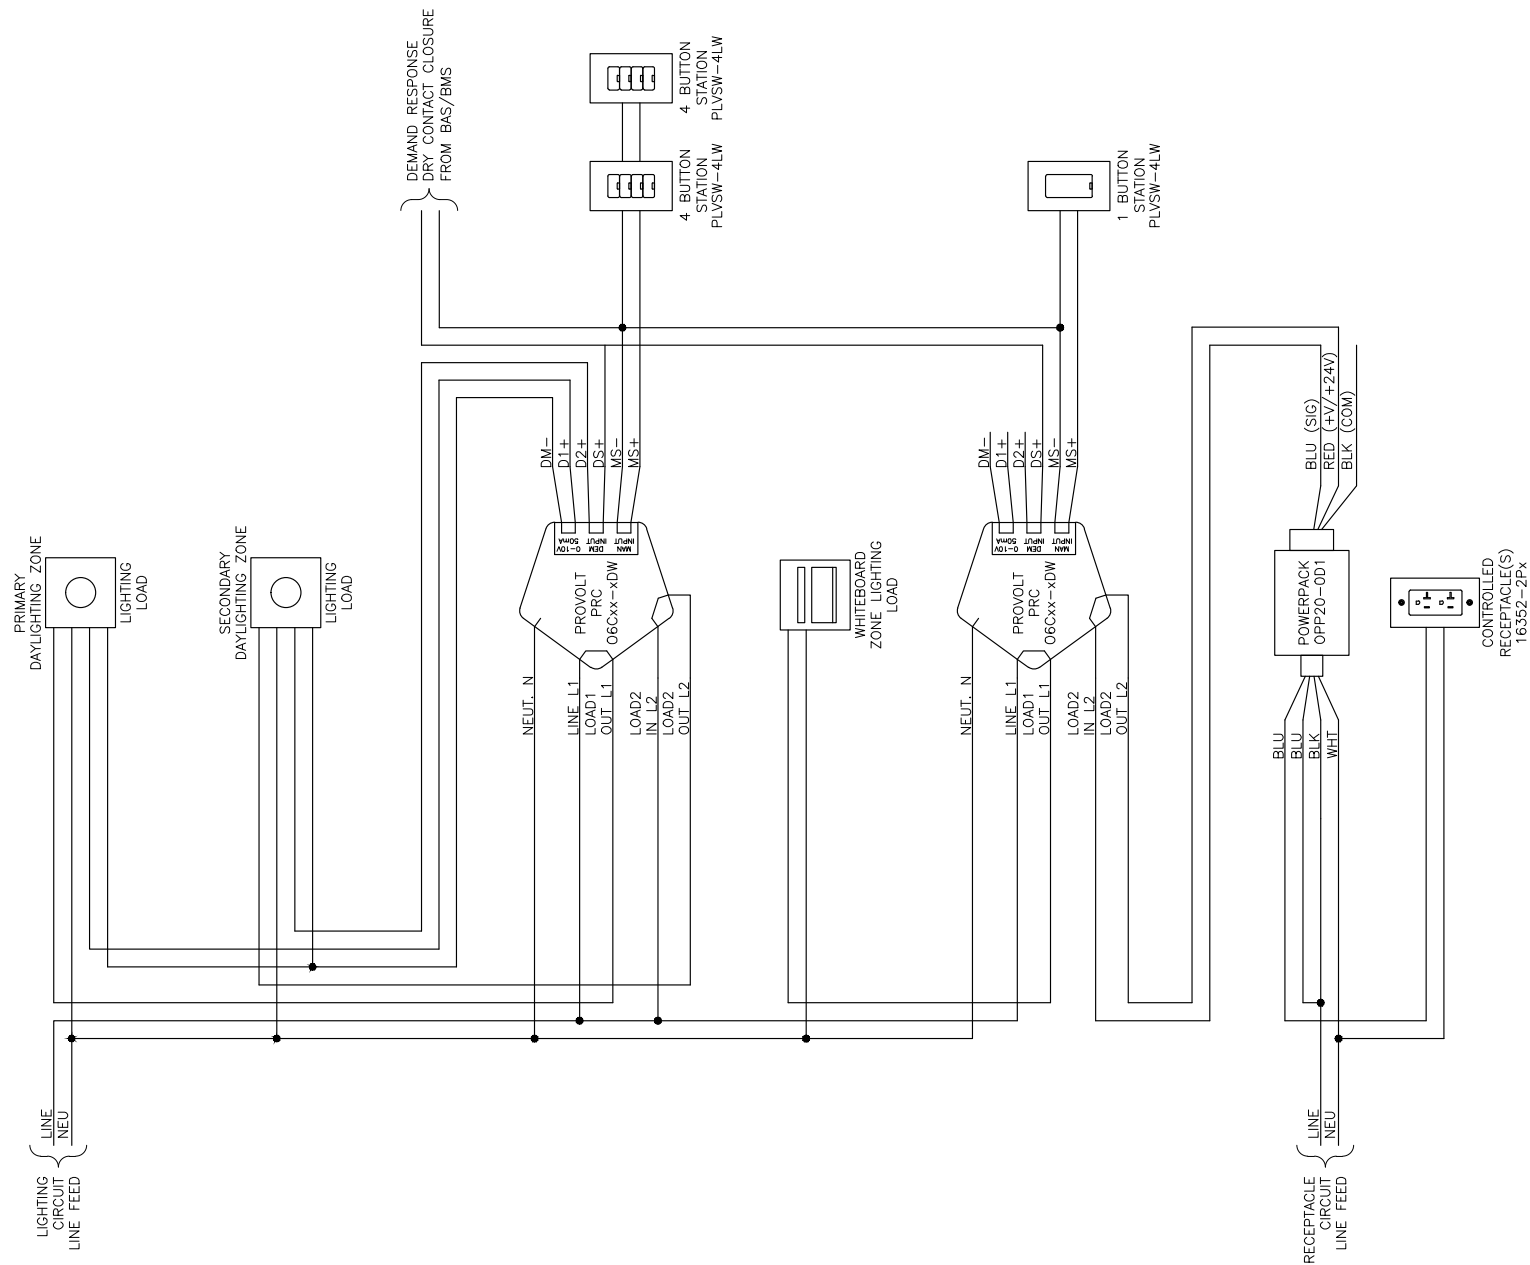 DEMAND RESPONSE
DRY CONTACT CLOSURE
FROM BAS/BMS
4 BUTTON
STATION
PLVSW-4LW
4 BUTTON
STATION
PLVSW-4LW
1 BUTTON
STATION
PLVSW-4LW
PRIMARY
DAYLIGHTING ZONE
LIGHTING
LOAD
SECONDARY
DAYLIGHTING ZONE
LIGHTING
LOAD
DM-
D1+
D2+
DS+
MS-
MS+
0-10V
50mA
DEM
INPUT
MAN
INPUT
PROVOLT
PRC
O6Cxx-xDW
NEUT. N
LINE L1
LOAD1
OUT L1
LOAD2
IN L2
LOAD2
OUT L2
WHITEBOARD
ZONE LIGHTING
LOAD
DM-
D1+
D2+
DS+
MS-
MS+
0-10V
50mA
DEM
INPUT
MAN
INPUT
PROVOLT
PRC
O6Cxx-xDW
NEUT. N
LINE L1
LOAD1
OUT L1
LOAD2
IN L2
LOAD2
OUT L2
BLU (SIG)
RED (+V/+24V)
BLK (COM)
POWERPACK
OPP20-0D1
BLU
BLU
BLK
WHT
CONTROLLED
RECEPTACLE(S)
16352-2Px
LINE
NEU
LIGHTING
CIRCUIT
LINE FEED
LINE
NEU
RECEPTACLE
CIRCUIT
LINE FEED